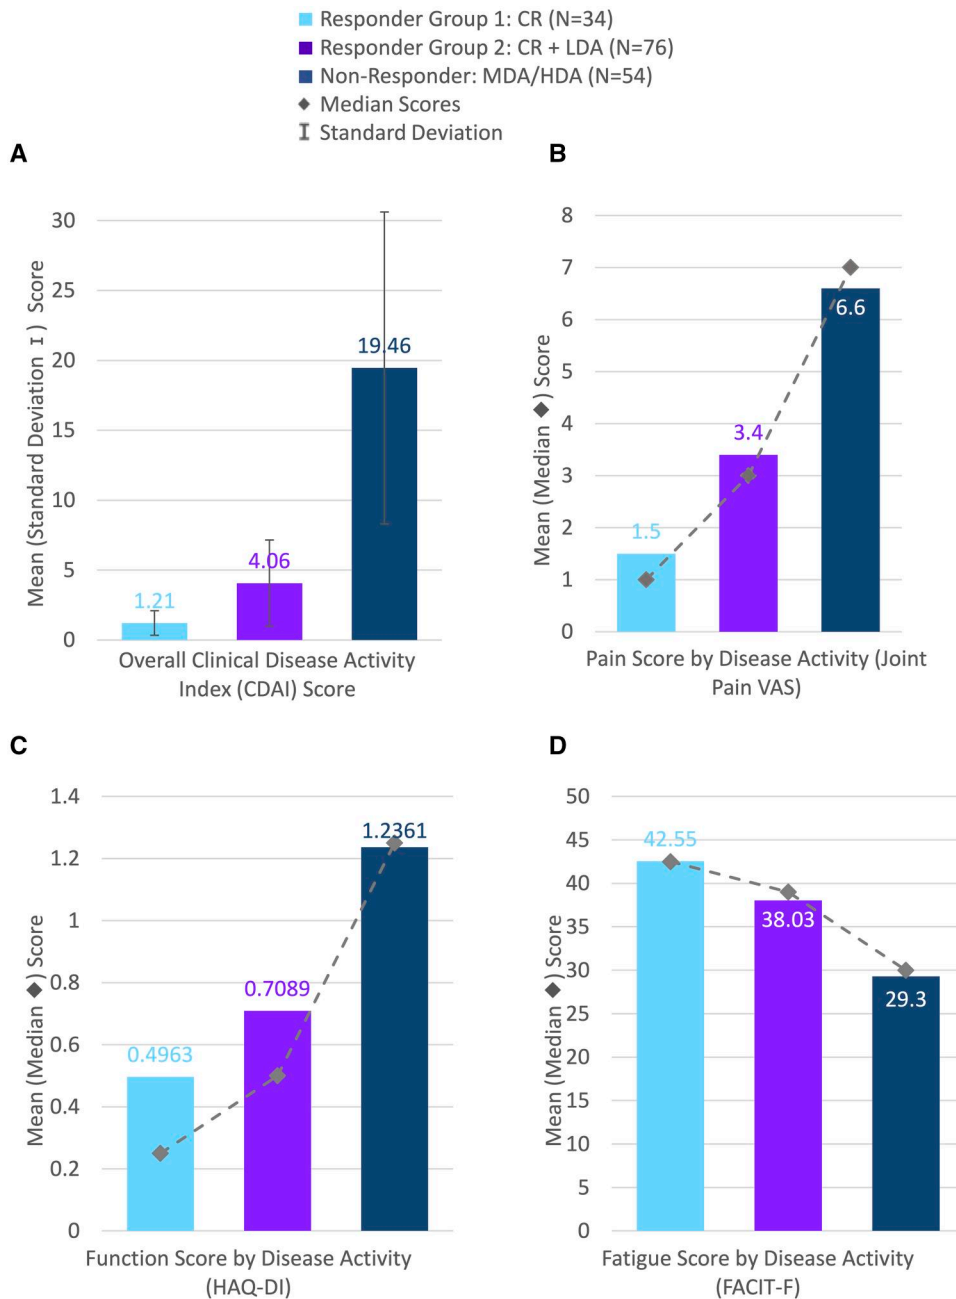 Responder Group 1: CR (N=34)
Responder Group 2: CR + LDA (N=76)
Non-Responder: MDA/HDA (N=54)
Median Scores
Standard Deviation
A
Mean (Standard Deviation I ) Score
30
25
20
15
10
5
0
1.21
4.06
19.46
Overall Clinical Disease Activity
Index (CDAI) Score
B
Mean (Median ◆) Score
8
7
6
5
4
3
2
1
0
1.5
3.4
6.6
Pain Score by Disease Activity (Joint
Pain VAS)
C
Mean (Median ◆) Score
1.4
1.2
1
0.8
0.6
0.4
0.2
0
0.4963
0.7089
1.2361
Function Score by Disease Activity
(HAQ-DI)
D
Mean (Median ◆) Score
50
45
40
35
30
25
20
15
10
5
0
42.55
38.03
29.3
Fatigue Score by Disease Activity
(FACIT-F)